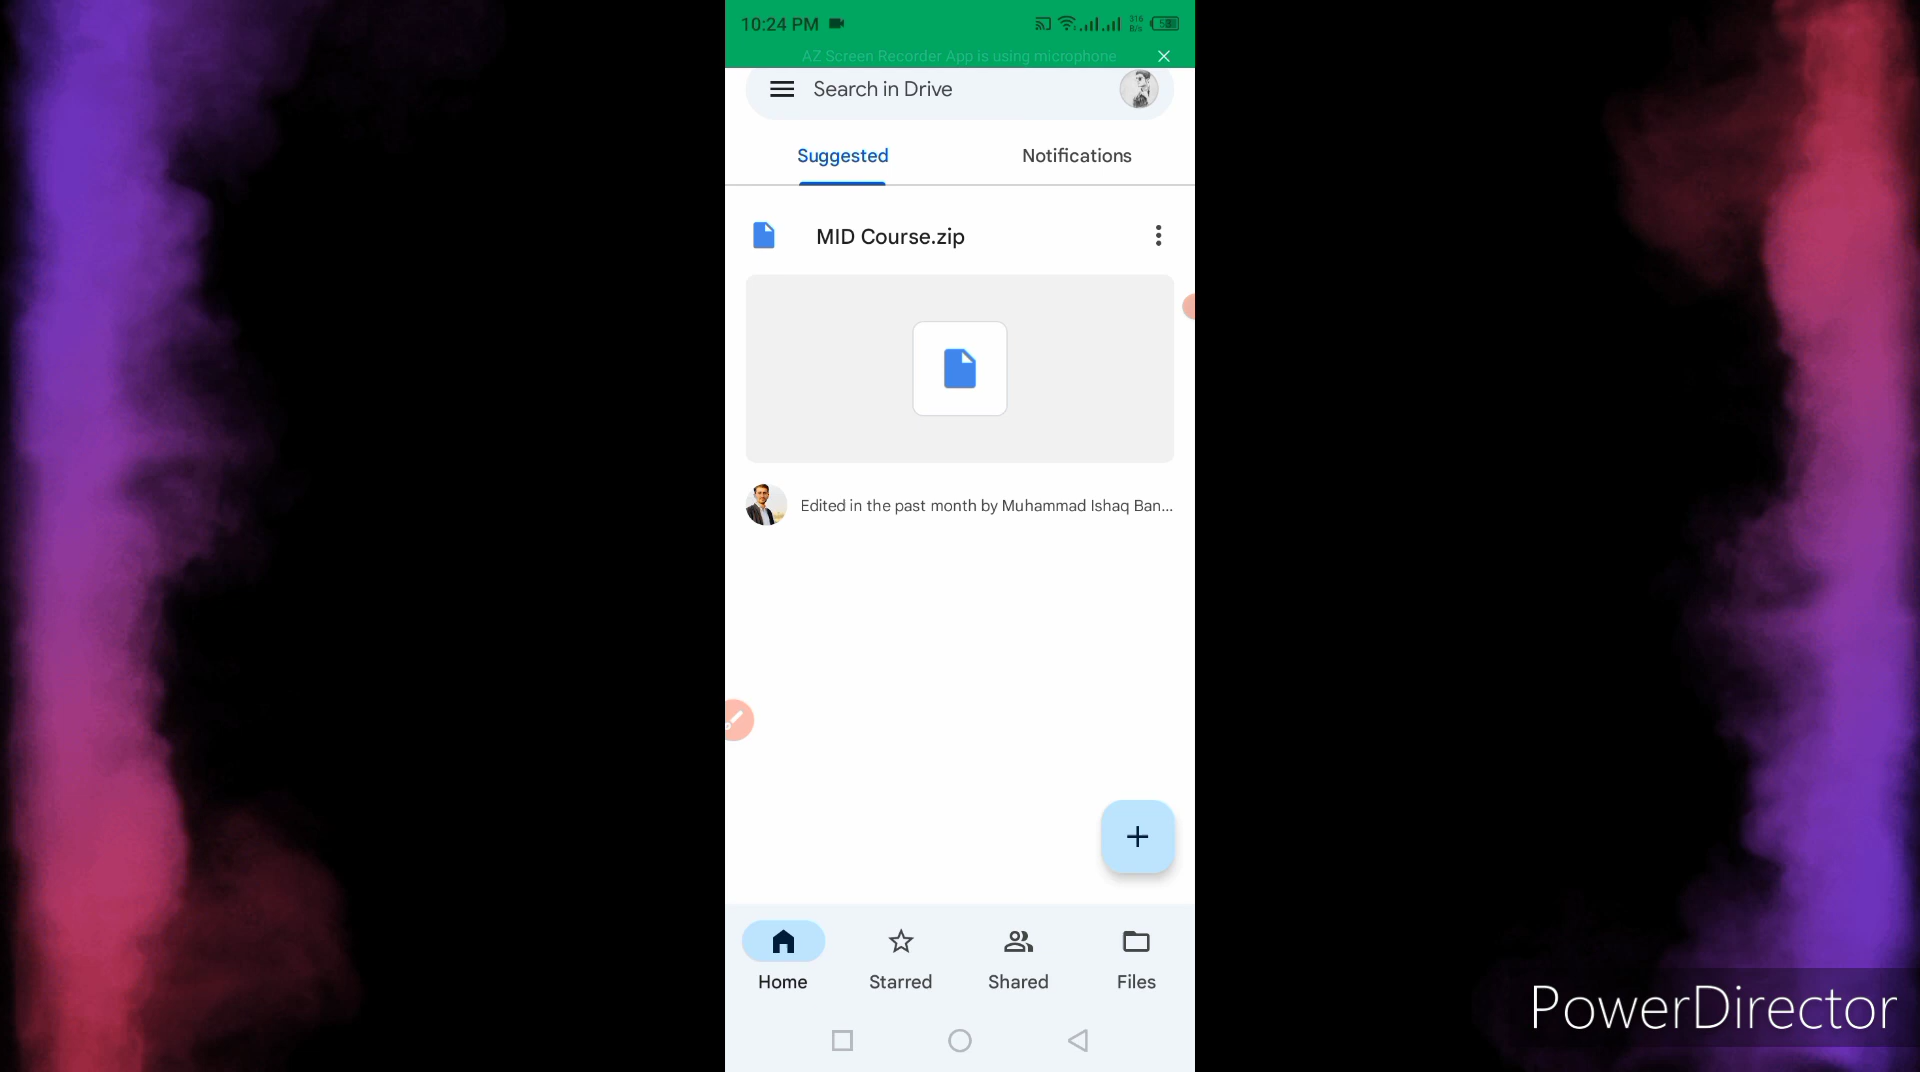 10:24 PM
316
B/s
AZ Screen Recorder App is using microphone
Search in Drive
Suggested
Notifications
MID Course.zip
Edited in the past month by Muhammad Ishaq Ban...
Home
Starred
Shared
Files
PowerDirector